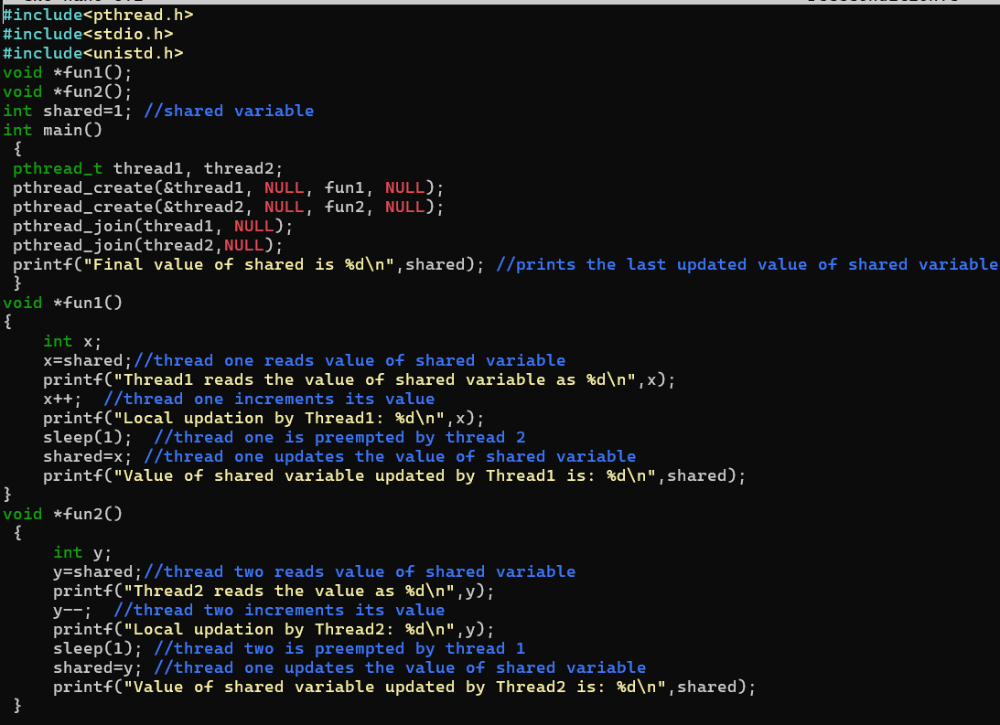 #include<pthread.h>
#include<stdio.h>
#include<unistd.h>
void *fun1();
void *fun2();
int shared=1; //shared variable
int main()
 {
 pthread_t thread1, thread2;
 pthread_create(&thread1, NULL, fun1, NULL);
 pthread_create(&thread2, NULL, fun2, NULL);
 pthread_join(thread1, NULL);
 pthread_join(thread2,NULL);
 printf("Final value of shared is %d\n",shared); //prints the last updated value of shared variable
 }
void *fun1()
{
    int x;
    x=shared;//thread one reads value of shared variable
    printf("Thread1 reads the value of shared variable as %d\n",x);
    x++;  //thread one increments its value
    printf("Local updation by Thread1: %d\n",x);
    sleep(1);  //thread one is preempted by thread 2
    shared=x; //thread one updates the value of shared variable
    printf("Value of shared variable updated by Thread1 is: %d\n",shared);
}
void *fun2()
 {
     int y;
     y=shared;//thread two reads value of shared variable
     printf("Thread2 reads the value as %d\n",y);
     y--;  //thread two increments its value
     printf("Local updation by Thread2: %d\n",y);
     sleep(1); //thread two is preempted by thread 1
     shared=y; //thread one updates the value of shared variable
     printf("Value of shared variable updated by Thread2 is: %d\n",shared);
 }